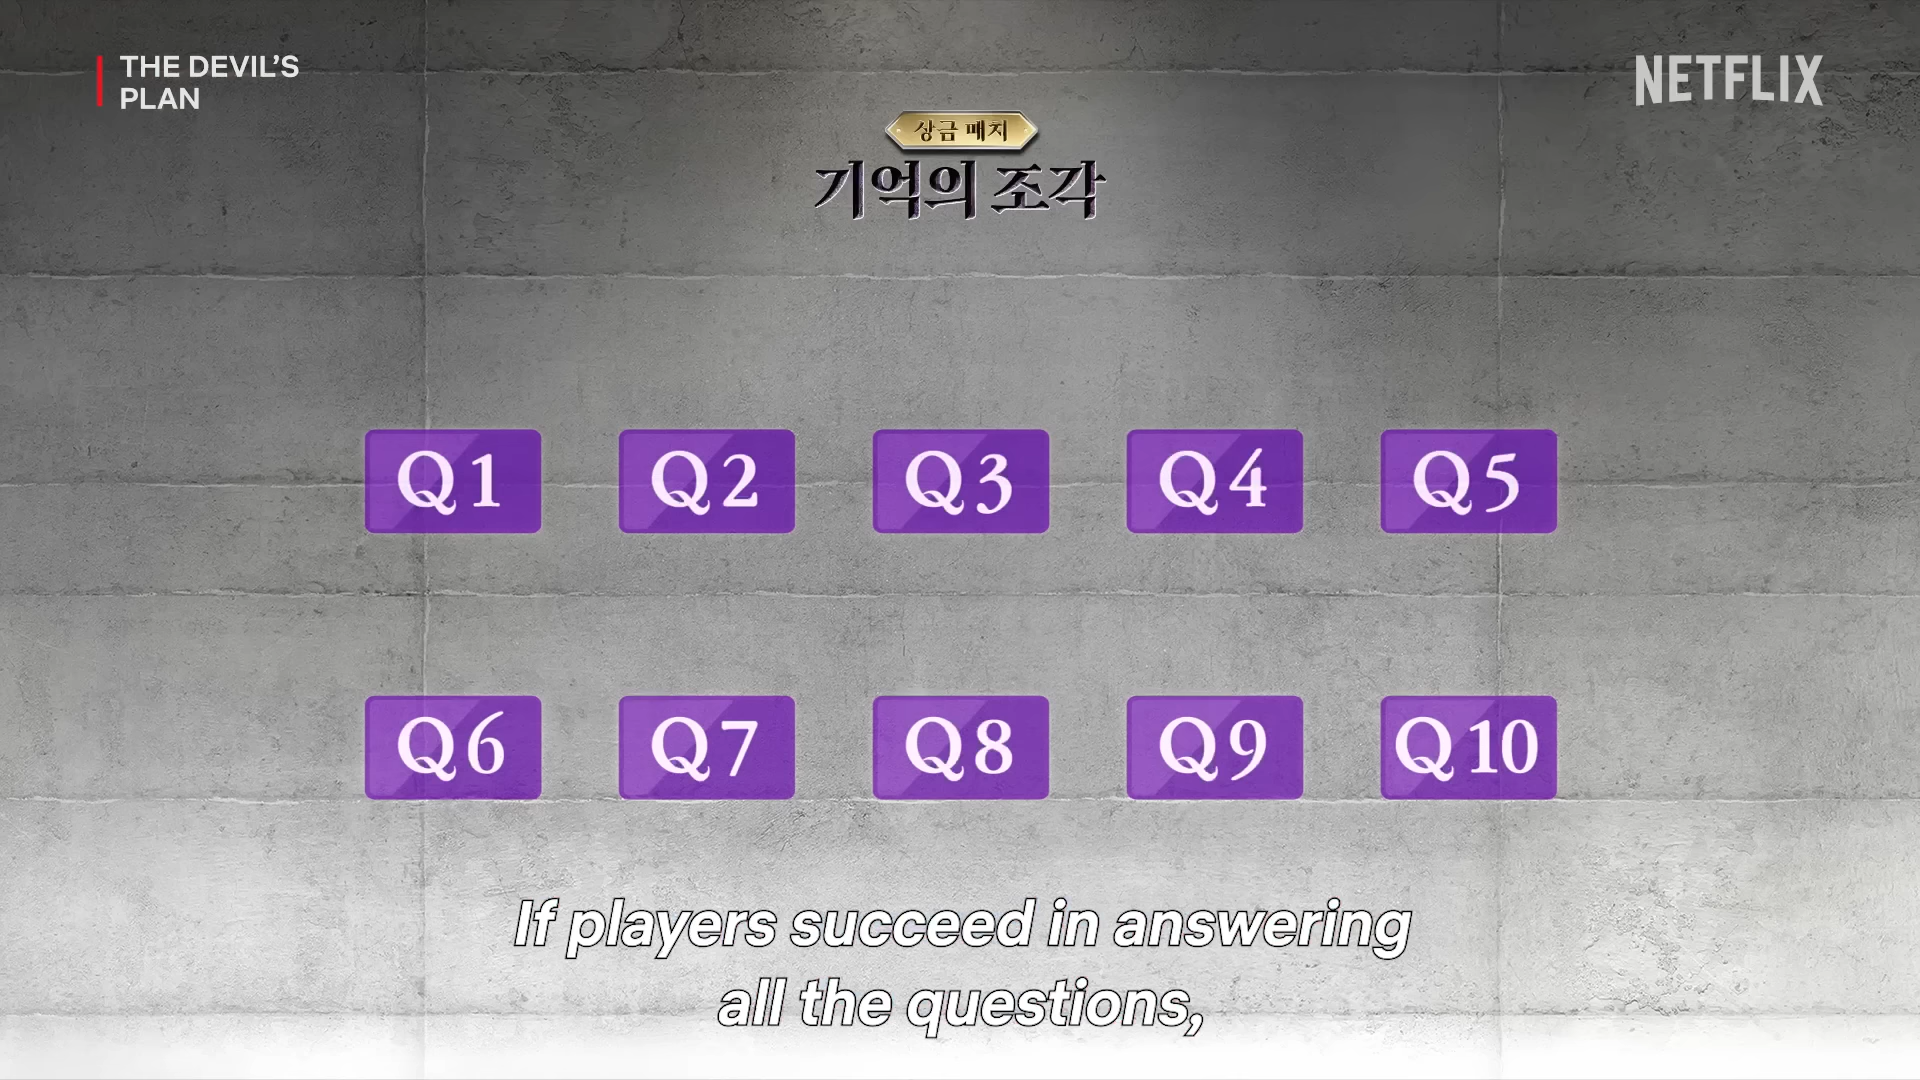 THE DEVIL'S
PLAN
NETFLIX
상금 매치
기억의 조각
Q1 Q2 Q3 Q4 Q5
Q6 Q7 Q8 Q9 Q10
If players succeed in answering
all the questions,